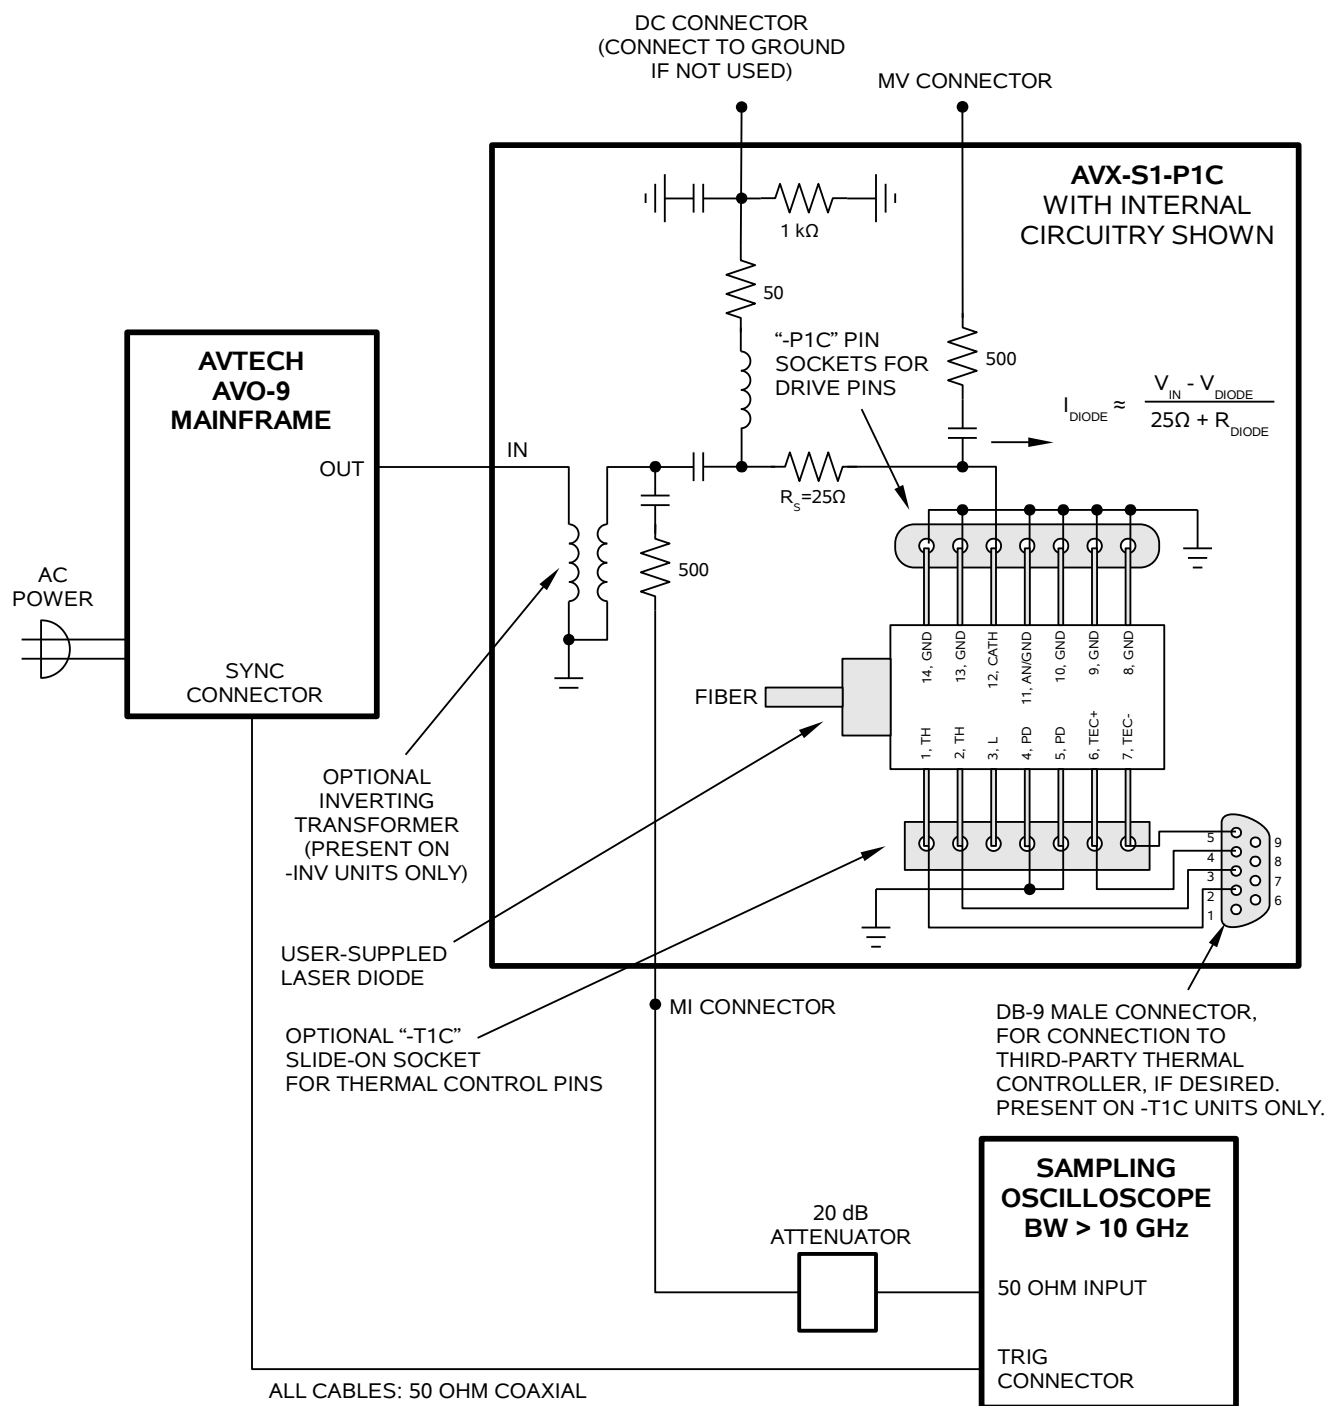 DC CONNECTOR
(CONNECT TO GROUND
IF NOT USED)
MV CONNECTOR
AVX-S1-P1C
WITH INTERNAL
CIRCUITRY SHOWN
1 kΩ
50
500
"-P1C" PIN
SOCKETS FOR
DRIVE PINS
I_DIODE ≈ V_IN - V_DIODE
25Ω + R_DIODE
AVTECH
AVO-9
MAINFRAME
OUT
IN
R_S=25Ω
500
AC
POWER
SYNC
CONNECTOR
14, GND
13, GND
12, CATH
11, AN/GND
10, GND
9, GND
8, GND
FIBER
1, TH
2, TH
3, L
4, PD
5, PD
6, TEC+
7, TEC-
OPTIONAL
INVERTING
TRANSFORMER
(PRESENT ON
-INV UNITS ONLY)
5
4
3
2
1
9
8
7
6
USER-SUPPLED
LASER DIODE
MI CONNECTOR
OPTIONAL "-T1C"
SLIDE-ON SOCKET
FOR THERMAL CONTROL PINS
DB-9 MALE CONNECTOR,
FOR CONNECTION TO
THIRD-PARTY THERMAL
CONTROLLER, IF DESIRED.
PRESENT ON -T1C UNITS ONLY.
20 dB
ATTENUATOR
SAMPLING
OSCILLOSCOPE
BW > 10 GHz
50 OHM INPUT
TRIG
CONNECTOR
ALL CABLES: 50 OHM COAXIAL